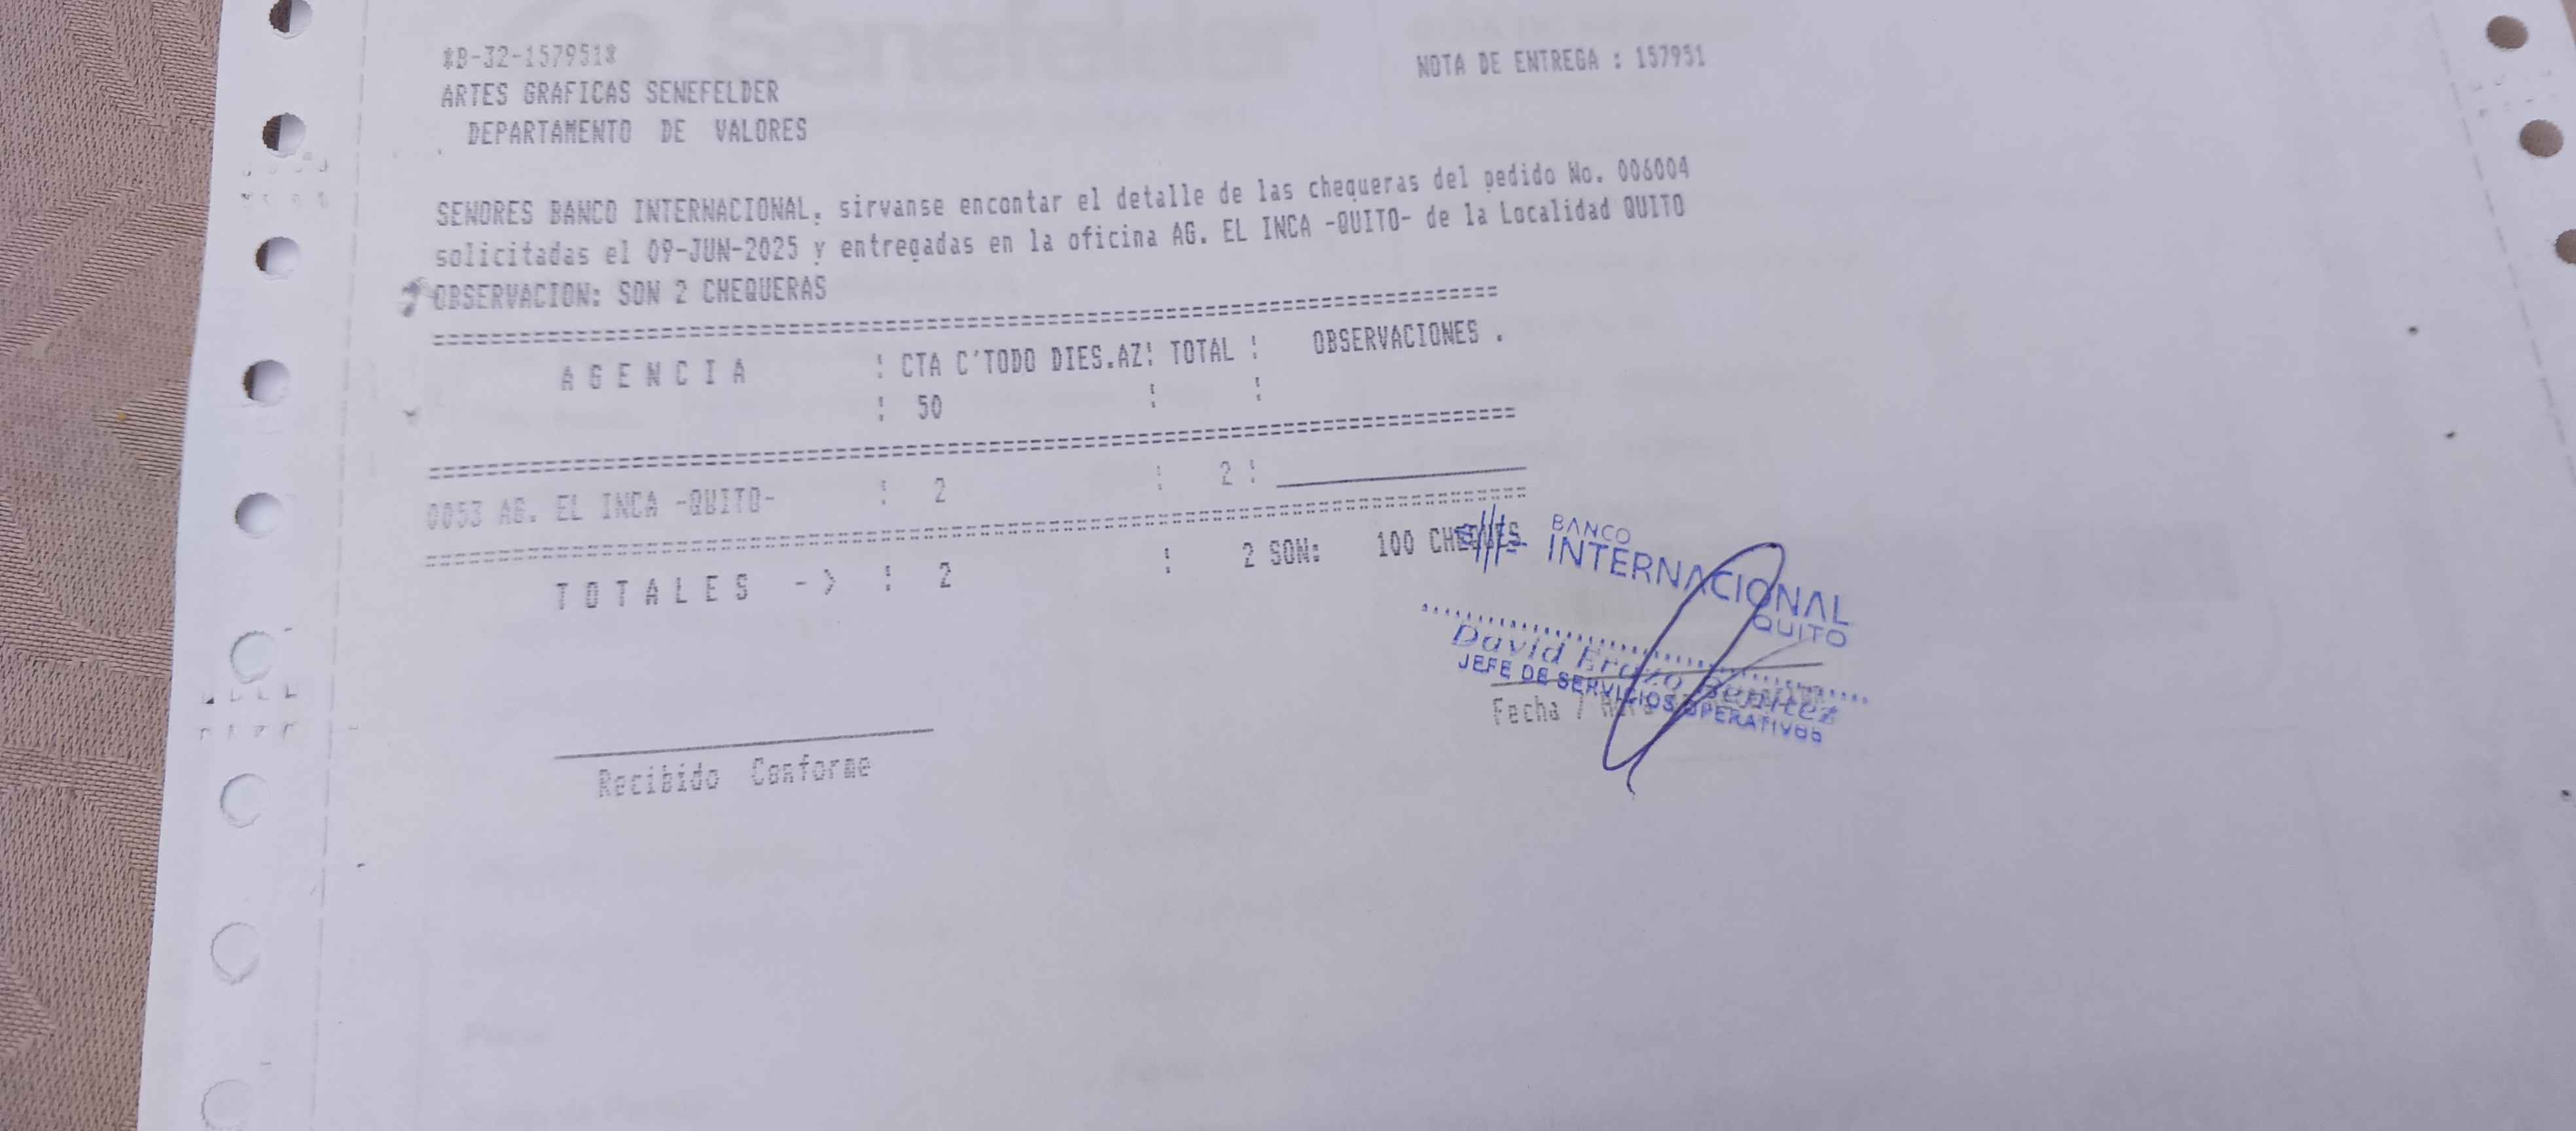 *B-32-157951*
NOTA DE ENTREGA : 157951
ARTES GRAFICAS SENEFELDER
DEPARTAMENTO DE VALORES
SENORES BANCO INTERNACIONAL, sirvanse encontar el detalle de las chequeras del pedido No. 006004
solicitadas el 09-JUN-2025 y entregadas en la oficina AG. EL INCA -QUITO- de la Localidad QUITO
OBSERVACION: SON 2 CHEQUERAS
==========
A G E N C I A : CTA C'TODO DIES.AZ: TOTAL : OBSERVACIONES .
: 50 : :
==========
0053 AG. EL INCA -QUITO- : 2 : 2 : __________
==========
T O T A L E S - > : 2 : 2 SON: 100 CHEQUES
BANCO
INTERNACIONAL
QUITO
David Erazo Benitez
JEFE DE SERVICIOS OPERATIVOS
Fecha /
Recibido Conforme